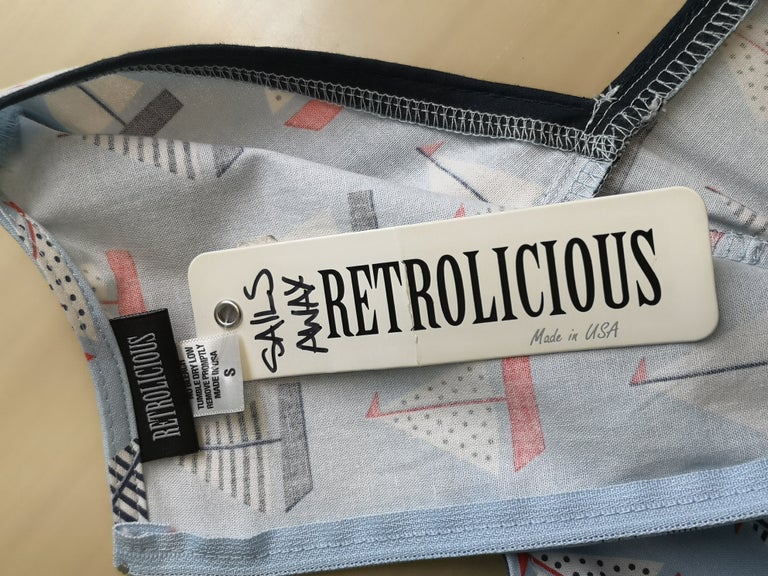 SAILS
AWAY
RETROLICIOUS
Made in USA
RETROLICIOUS
TUMBLE DRY LOW
REMOVE PROMPTLY
MADE IN USA
S